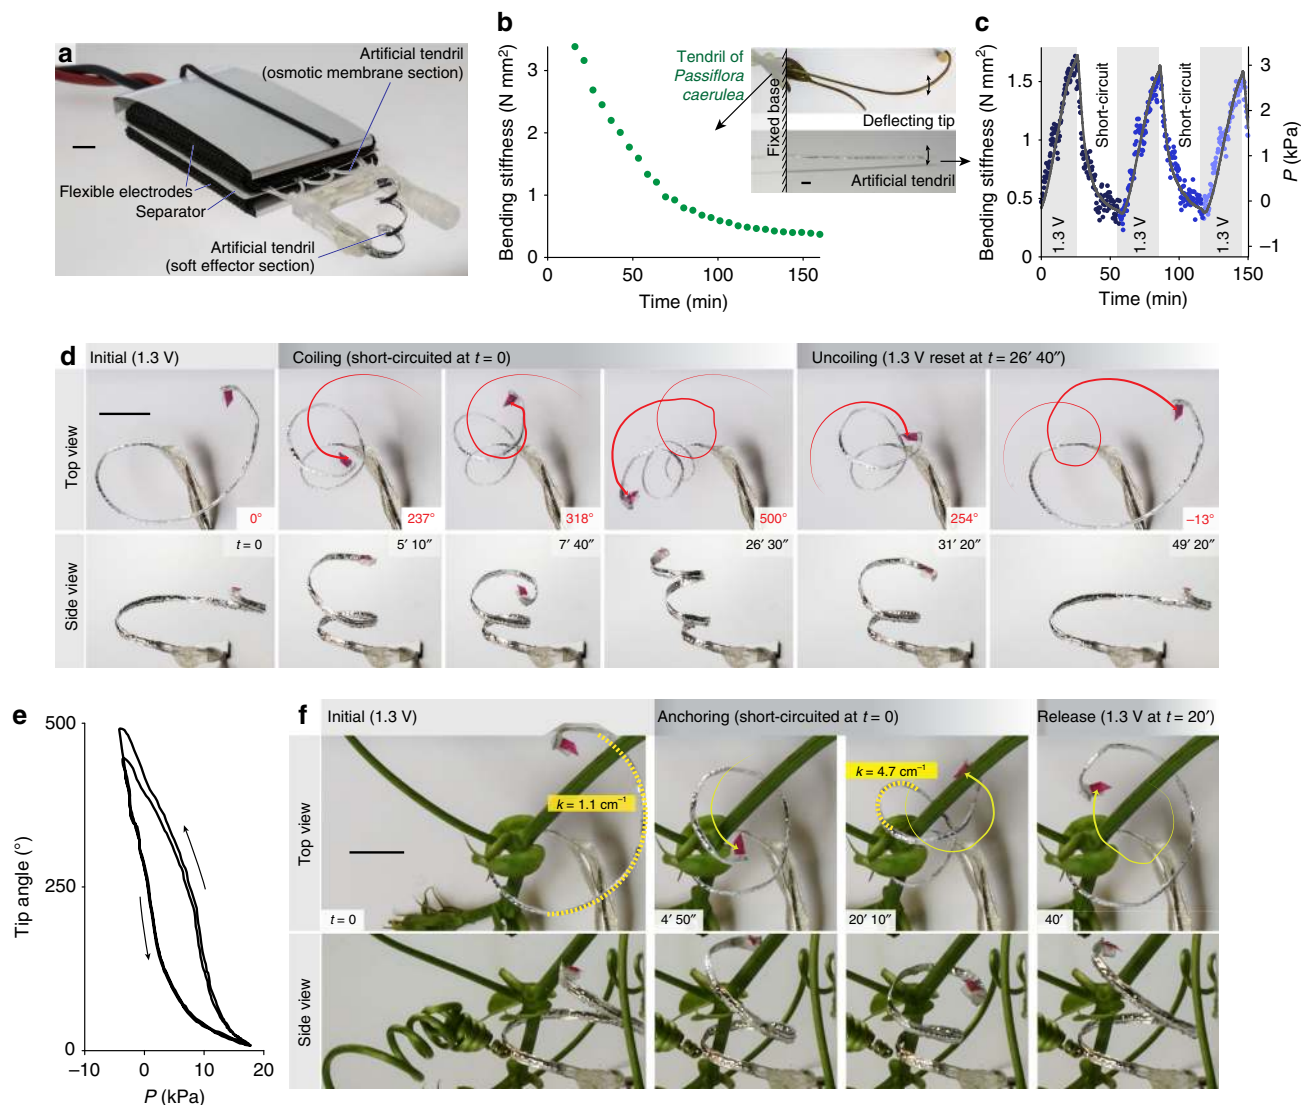 a
Artificial tendril
(osmotic membrane section)
Flexible electrodes
Separator
Artificial tendril
(soft effector section)
b
Bending stiffness (N mm²)
3
2
1
0
0
50
100
150
Time (min)
Tendril of
Passiflora
caerulea
Fixed base
Deflecting tip
Artificial tendril
c
Bending stiffness (N mm²)
1.5
1
0.5
0
1.3 V
Short-circuit
1.3 V
Short-circuit
1.3 V
3
2
1
0
−1
P (kPa)
0
50
100
150
Time (min)
d
Initial (1.3 V)
Coiling (short-circuited at t = 0)
Uncoiling (1.3 V reset at t = 26′ 40″)
Top view
0°
237°
318°
500°
254°
−13°
Side view
t = 0
5′ 10″
7′ 40″
26′ 30″
31′ 20″
49′ 20″
e
Tip angle (°)
500
250
0
−10
0
10
20
P (kPa)
f
Initial (1.3 V)
Anchoring (short-circuited at t = 0)
Release (1.3 V at t = 20′)
Top view
k = 1.1 cm⁻¹
k = 4.7 cm⁻¹
t = 0
4′ 50″
20′ 10″
40′
Side view